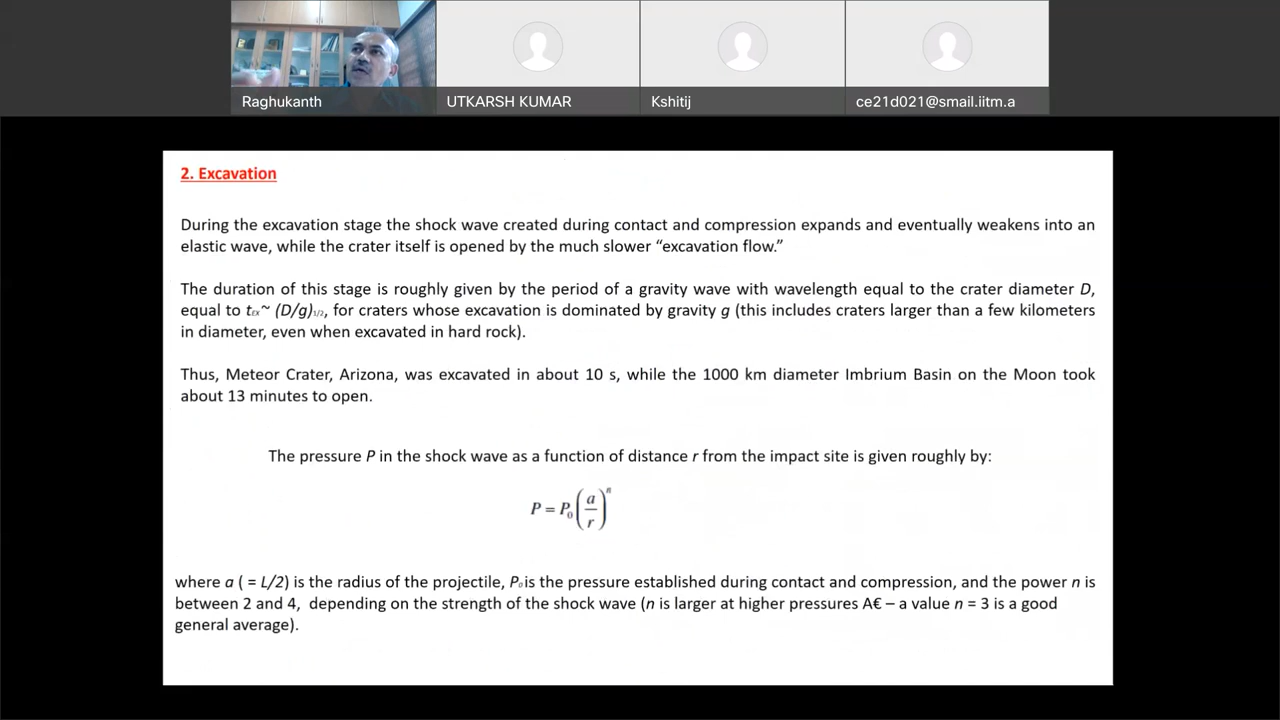 Raghukanth
UTKARSH KUMAR
Kshitij
ce21d021@smail.iitm.a
2. Excavation
During the excavation stage the shock wave created during contact and compression expands and eventually weakens into an
elastic wave, while the crater itself is opened by the much slower “excavation flow.”
The duration of this stage is roughly given by the period of a gravity wave with wavelength equal to the crater diameter D,
equal to tEX~ (D/g)1/2, for craters whose excavation is dominated by gravity g (this includes craters larger than a few kilometers
in diameter, even when excavated in hard rock).
Thus, Meteor Crater, Arizona, was excavated in about 10 s, while the 1000 km diameter Imbrium Basin on the Moon took
about 13 minutes to open.
The pressure P in the shock wave as a function of distance r from the impact site is given roughly by:
P = P₀(a/r)ⁿ
where a ( = L/2) is the radius of the projectile, P₀ is the pressure established during contact and compression, and the power n is
between 2 and 4, depending on the strength of the shock wave (n is larger at higher pressures A€ – a value n = 3 is a good
general average).